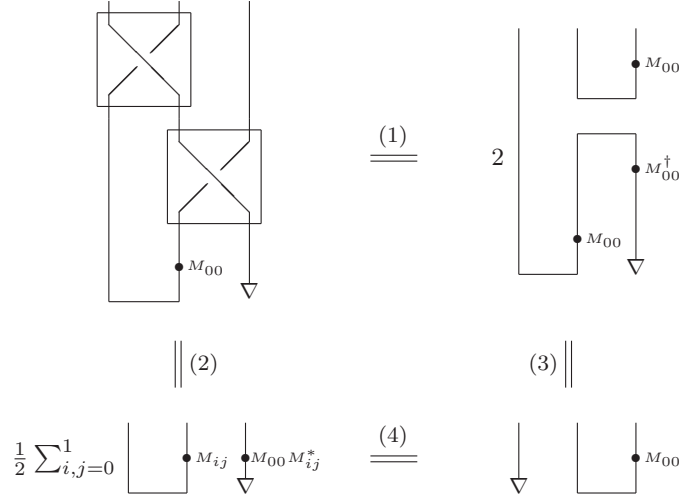 M_{00}
(1)
2
M_{00}
M_{00}^{\dagger}
M_{00}
(2)
(3)
\frac{1}{2} \sum_{i,j=0}^{1}
M_{ij}
M_{00} M_{ij}^{*}
(4)
M_{00}